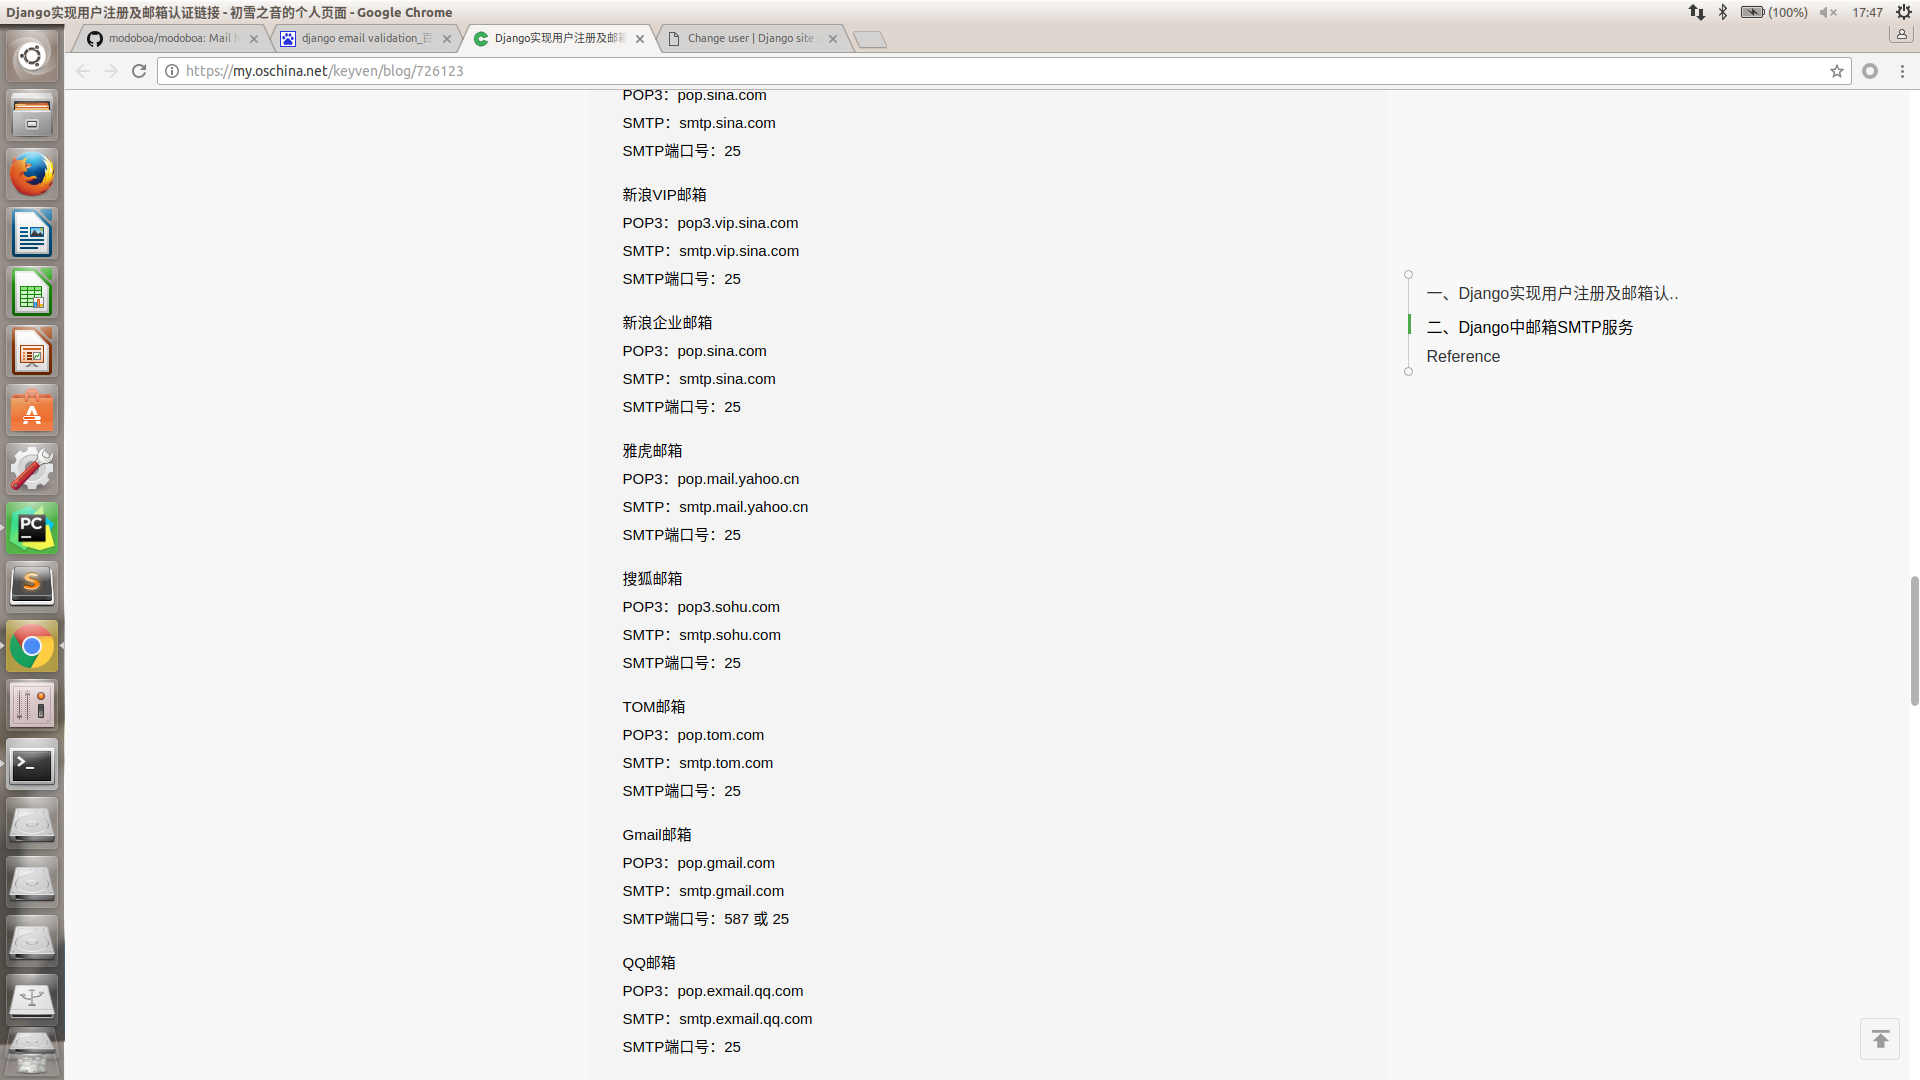 Django实现用户注册及邮箱认证链接 - 初雪之音的个人页面 - Google Chrome
(100%)
17:47
modoboa/modoboa: Mail h
django email validation_百
Django实现用户注册及邮箱
Change user | Django site a
https://my.oschina.net/keyven/blog/726123
POP3：pop.sina.com
SMTP：smtp.sina.com
SMTP端口号：25
新浪VIP邮箱
POP3：pop3.vip.sina.com
SMTP：smtp.vip.sina.com
SMTP端口号：25
新浪企业邮箱
POP3：pop.sina.com
SMTP：smtp.sina.com
SMTP端口号：25
雅虎邮箱
POP3：pop.mail.yahoo.cn
SMTP：smtp.mail.yahoo.cn
SMTP端口号：25
搜狐邮箱
POP3：pop3.sohu.com
SMTP：smtp.sohu.com
SMTP端口号：25
TOM邮箱
POP3：pop.tom.com
SMTP：smtp.tom.com
SMTP端口号：25
Gmail邮箱
POP3：pop.gmail.com
SMTP：smtp.gmail.com
SMTP端口号：587 或 25
QQ邮箱
POP3：pop.exmail.qq.com
SMTP：smtp.exmail.qq.com
SMTP端口号：25
一、Django实现用户注册及邮箱认..
二、Django中邮箱SMTP服务
Reference
PC